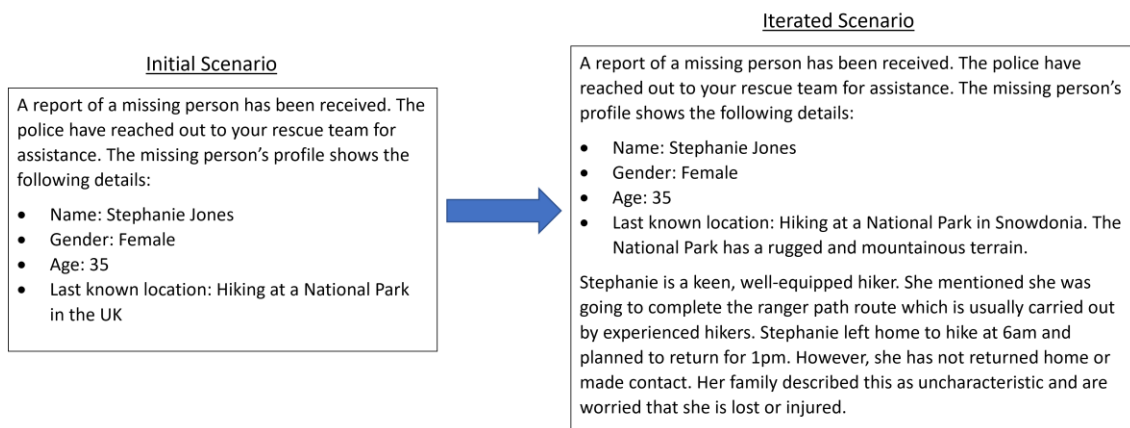 Initial Scenario
A report of a missing person has been received. The
police have reached out to your rescue team for
assistance. The missing person’s profile shows the
following details:
• Name: Stephanie Jones
• Gender: Female
• Age: 35
• Last known location: Hiking at a National Park
in the UK
Iterated Scenario
A report of a missing person has been received. The police have
reached out to your rescue team for assistance. The missing person’s
profile shows the following details:
• Name: Stephanie Jones
• Gender: Female
• Age: 35
• Last known location: Hiking at a National Park in Snowdonia. The
National Park has a rugged and mountainous terrain.
Stephanie is a keen, well-equipped hiker. She mentioned she was
going to complete the ranger path route which is usually carried out
by experienced hikers. Stephanie left home to hike at 6am and
planned to return for 1pm. However, she has not returned home or
made contact. Her family described this as uncharacteristic and are
worried that she is lost or injured.